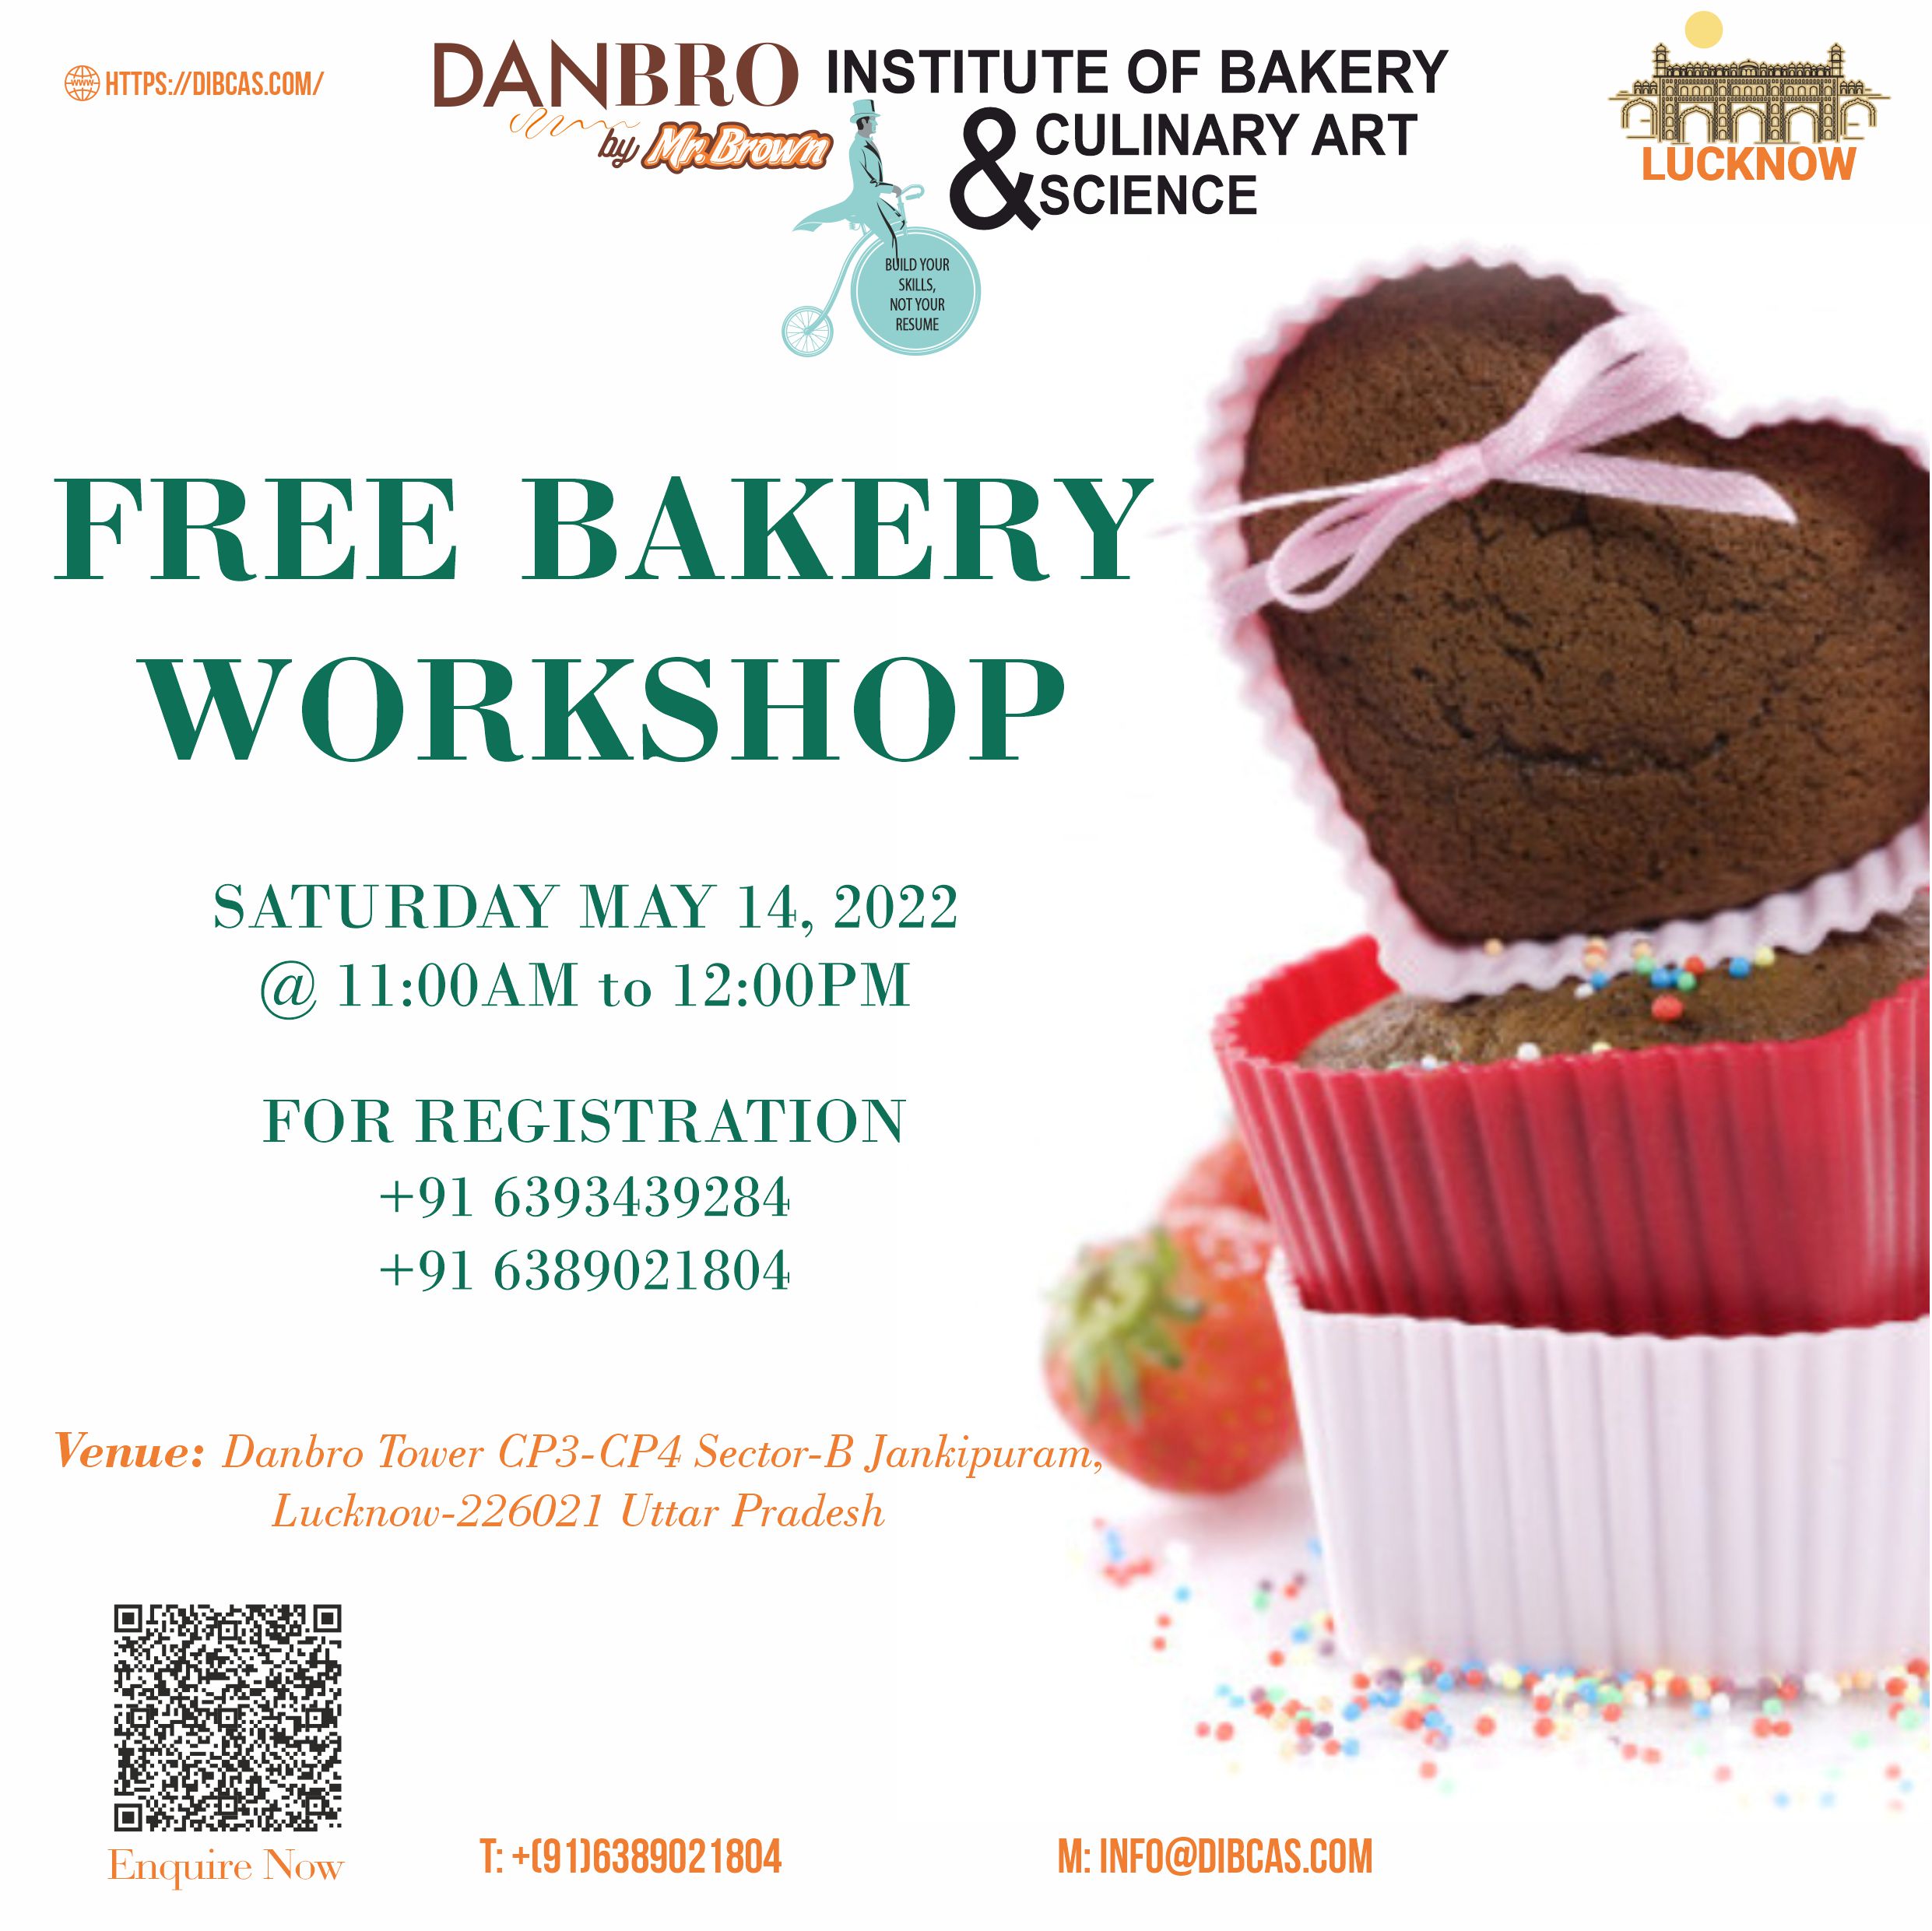 HTTPS://DIBCAS.COM/
DANBRO
by Mr. Brown
INSTITUTE OF BAKERY
& CULINARY ART
SCIENCE
LUCKNOW
BUILD YOUR
SKILLS,
NOT YOUR
RESUME
FREE BAKERY
WORKSHOP
SATURDAY MAY 14, 2022
@ 11:00AM to 12:00PM
FOR REGISTRATION
+91 6393439284
+91 6389021804
Venue: Danbro Tower CP3-CP4 Sector-B Jankipuram,
Lucknow-226021 Uttar Pradesh
Enquire Now
T: +(91)6389021804
M: INFO@DIBCAS.COM